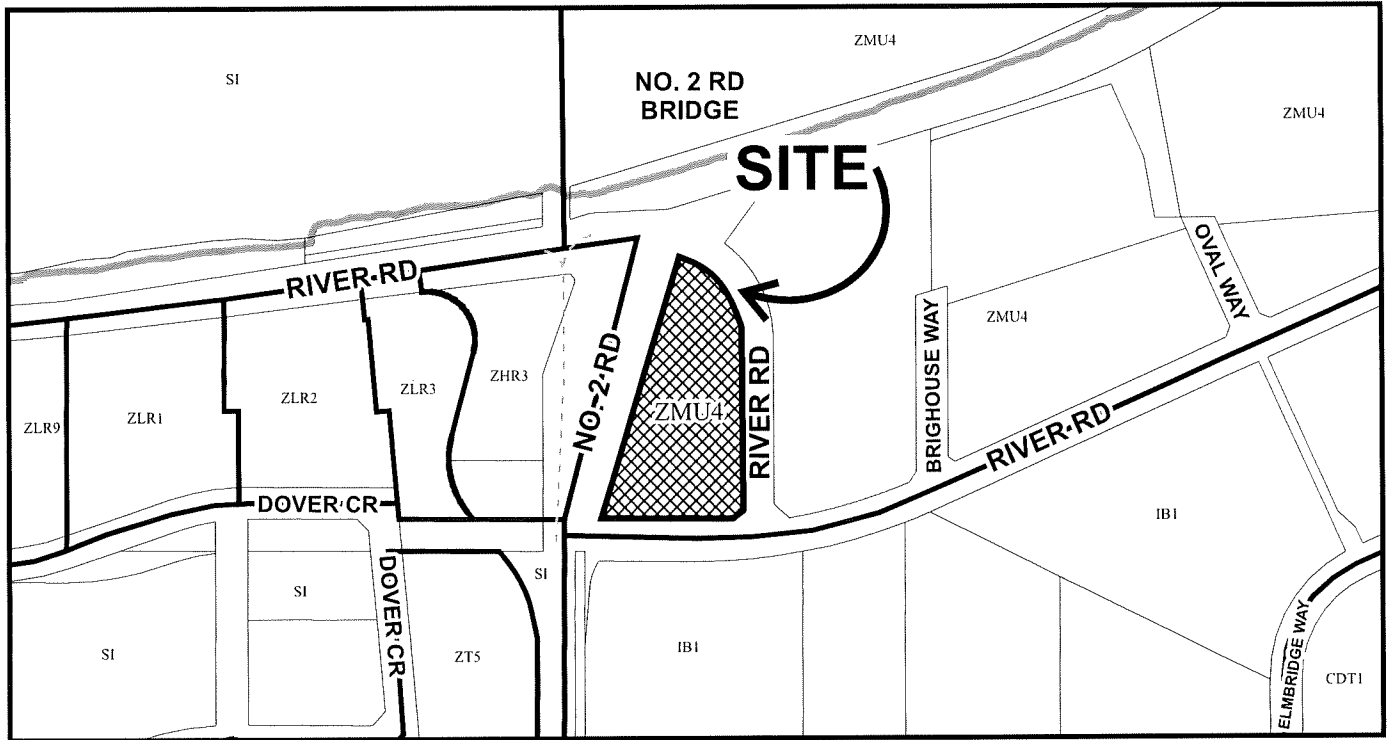 ZMU4
SI
NO. 2 RD
BRIDGE
ZMU4
SITE
OVAL WAY
RIVER RD
BRIGHOUSE WAY
ZMU4
NO. 2 RD
RIVER RD
ZLR3
ZHR3
ZLR2
ZMU4
ZLR9
ZLR1
RIVER RD
DOVER CR
IB1
DOVER CR
SI
SI
SI
ZT5
IB1
ELMBRIDGE WAY
CDT1